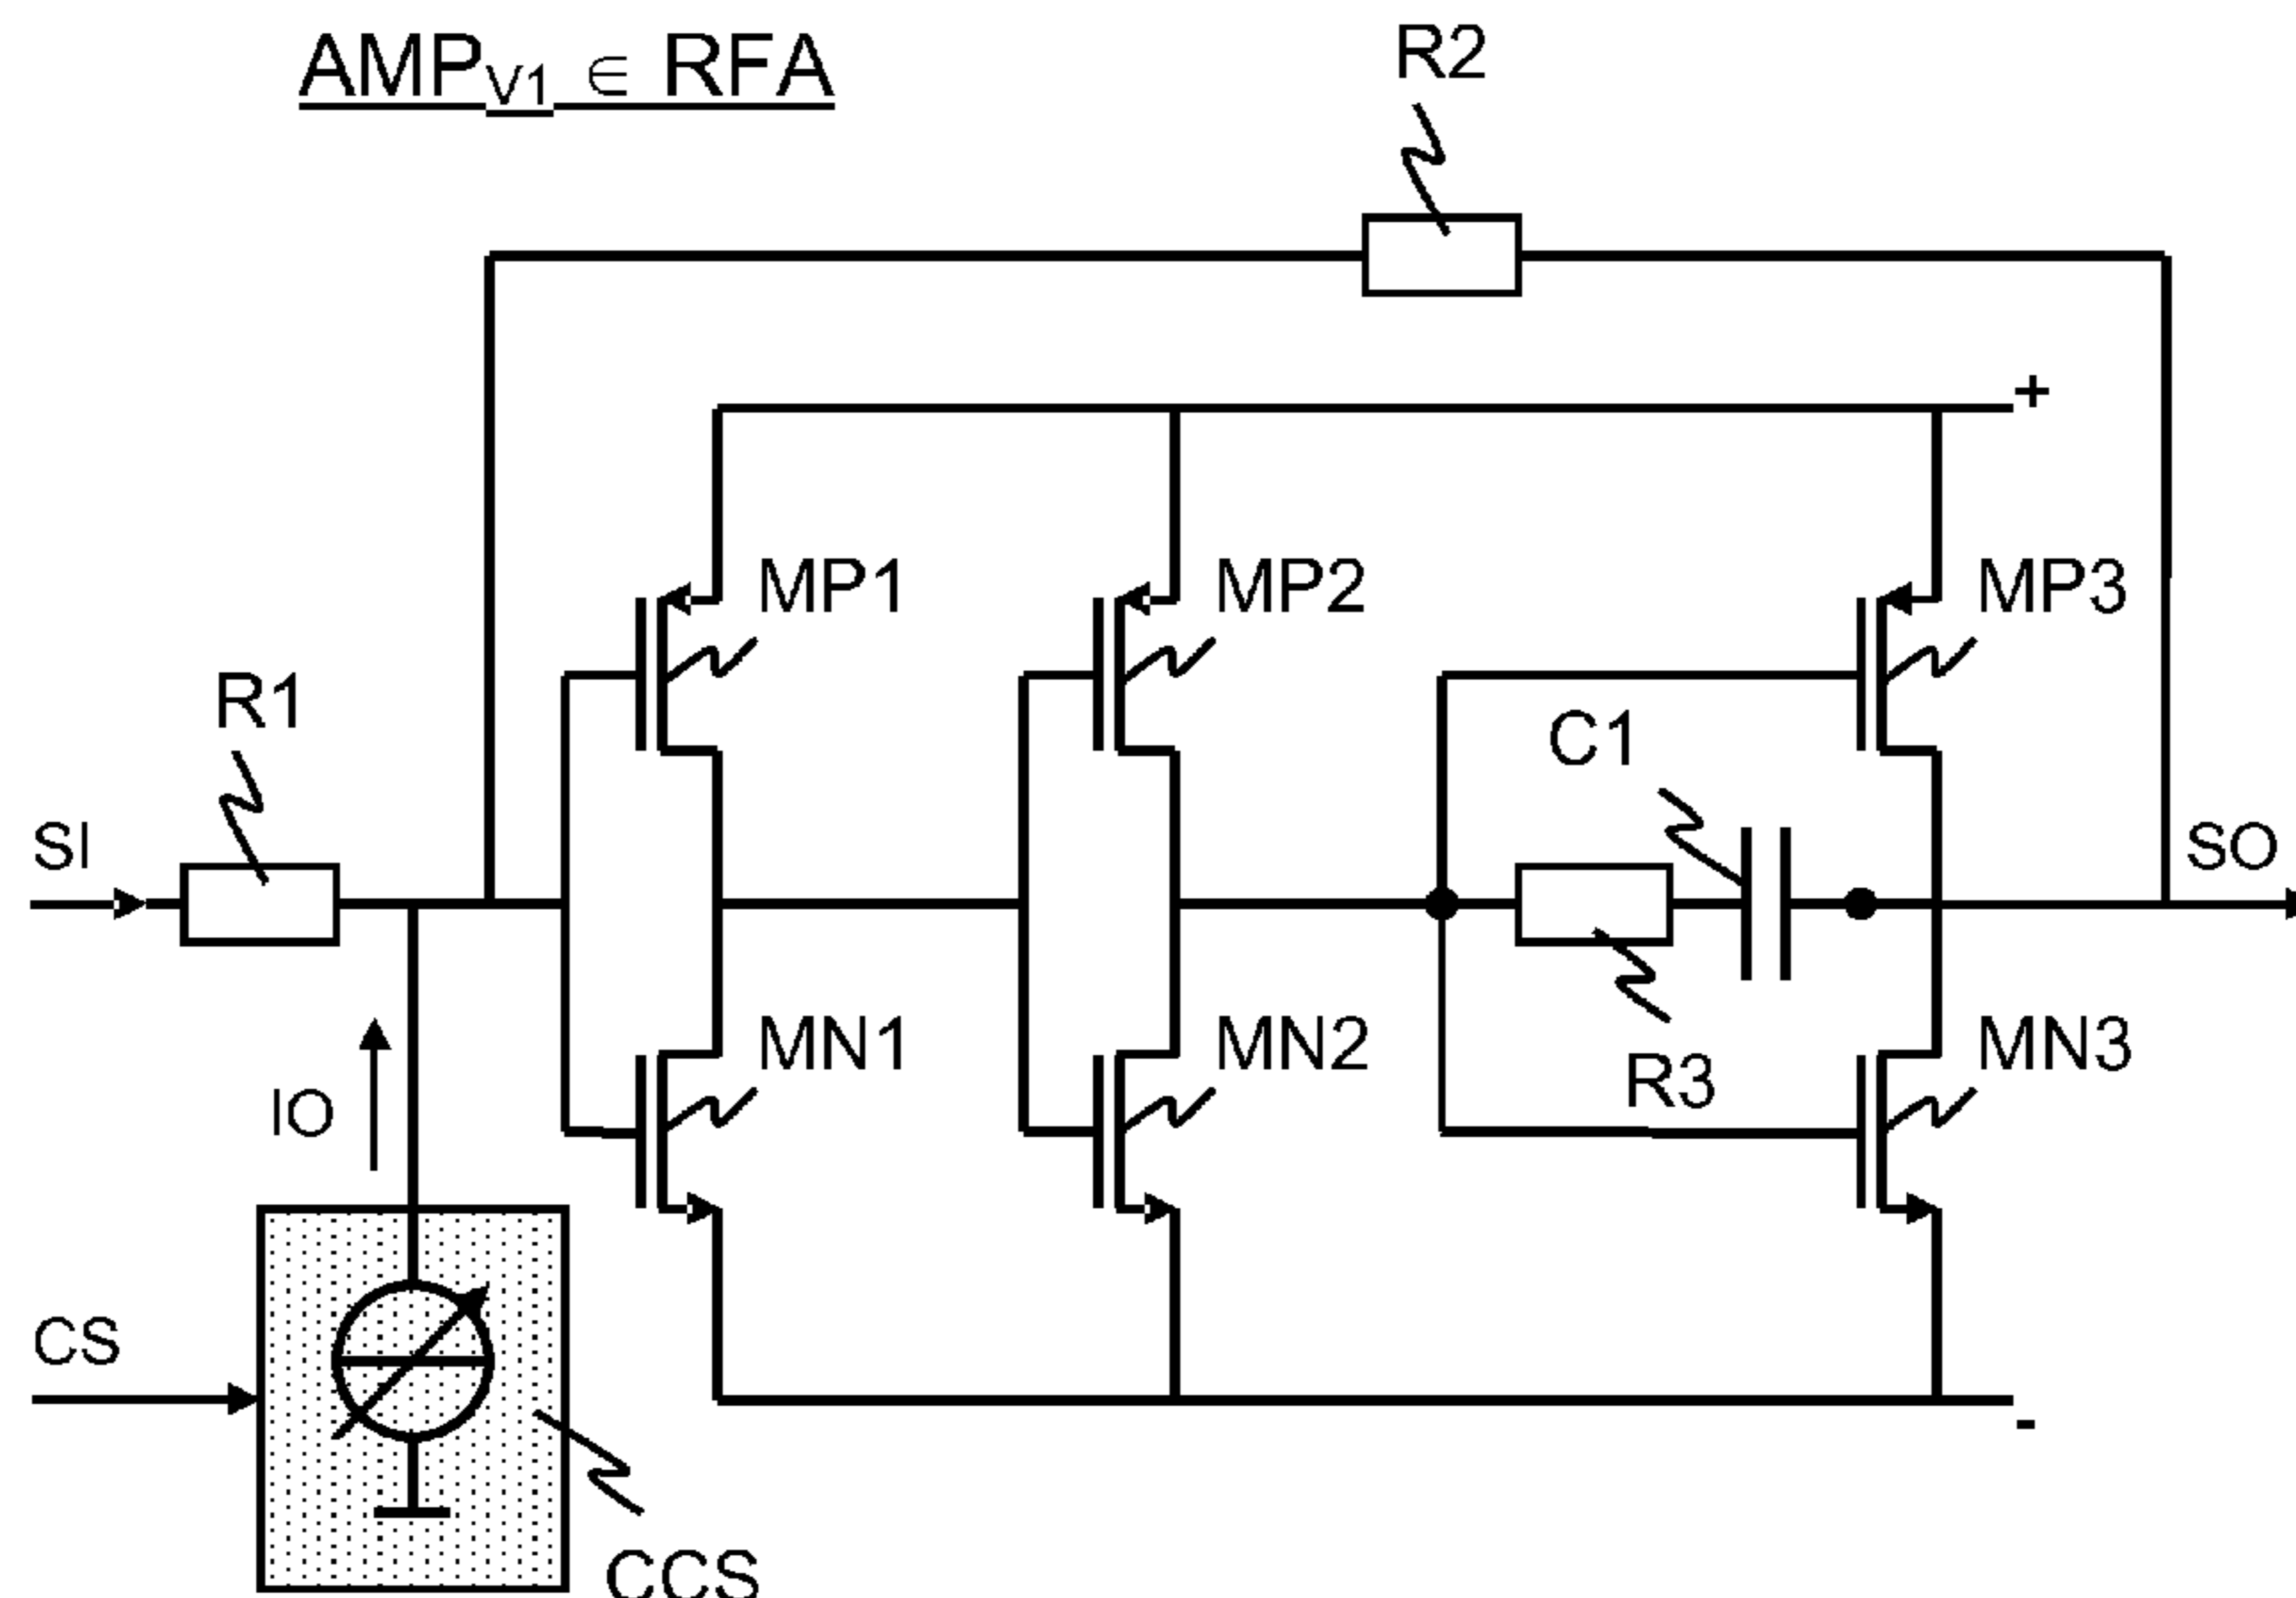 AMPV1 ∈ RFA
R2
+
MP1
MP2
MP3
R1
C1
SI
SO
MN1
MN2
MN3
R3
IO
CS
-
CCS